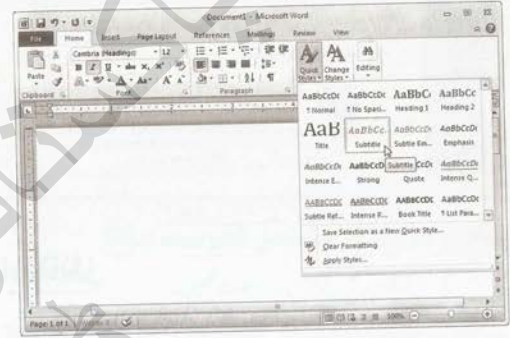 Document1 - Microsoft Word
File Home Insert Page Layout References Mailings Review View
Cambria (Headings) 12
Paste
Clipboard Font Paragraph
Quick Styles Change Styles Editing
AaBbCcDc AaBbCcDc AaBbC AaBbCc
¶ Normal ¶ No Spaci... Heading 1 Heading 2
AaB AaBbCc. AaBbCcDc AaBbCcDc
Title Subtitle Subtle Em... Emphasis
AaBbCcDc AaBbCcD Subtitle CcDc AaBbCcDc
Intense E... Strong Quote Intense Q...
AABBCCDC AABBCCDC AABBCCDC AaBbCcDc
Subtle Ref... Intense R... Book Title ¶ List Para...
Save Selection as a New Quick Style...
Clear Formatting
Apply Styles...
Page: 1 of 1 100%